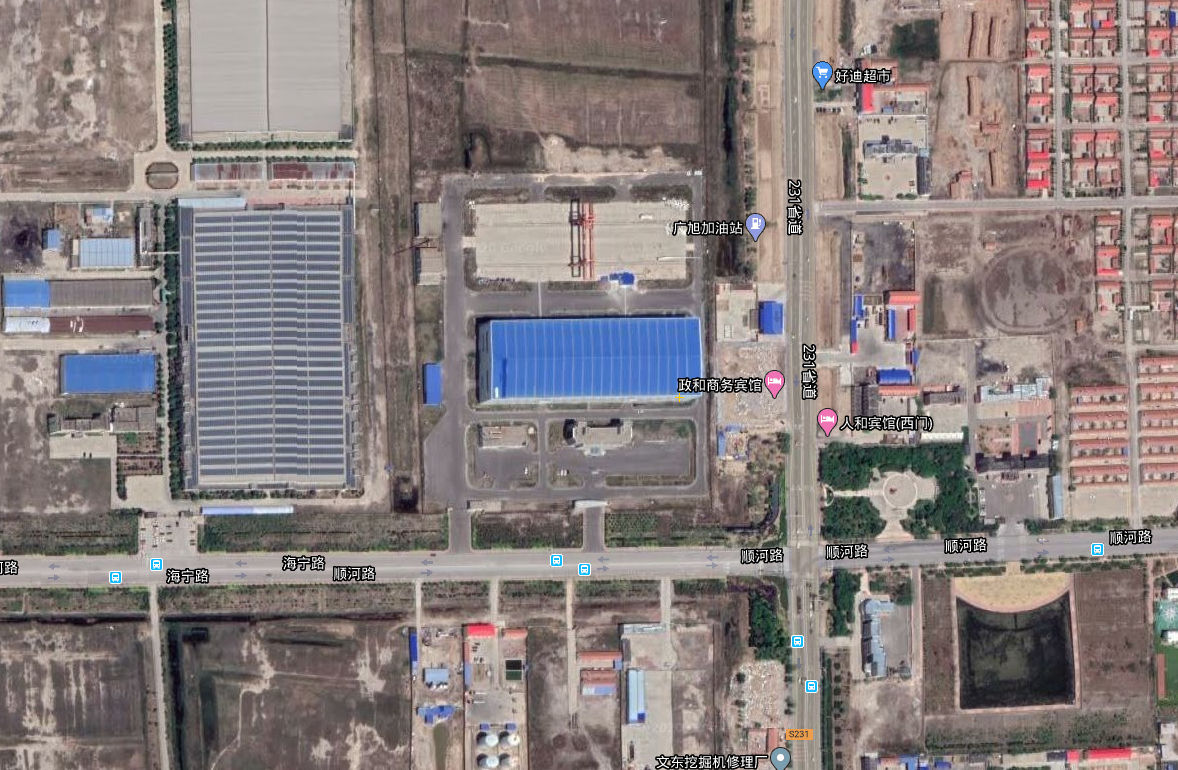 好迪超市
231省道
广旭加油站
231省道
政和商务宾馆
人和宾馆(西门)
顺河路
顺河路
顺河路
顺河路
海宁路
河路
海宁路
顺河路
S231
文东挖掘机修理厂